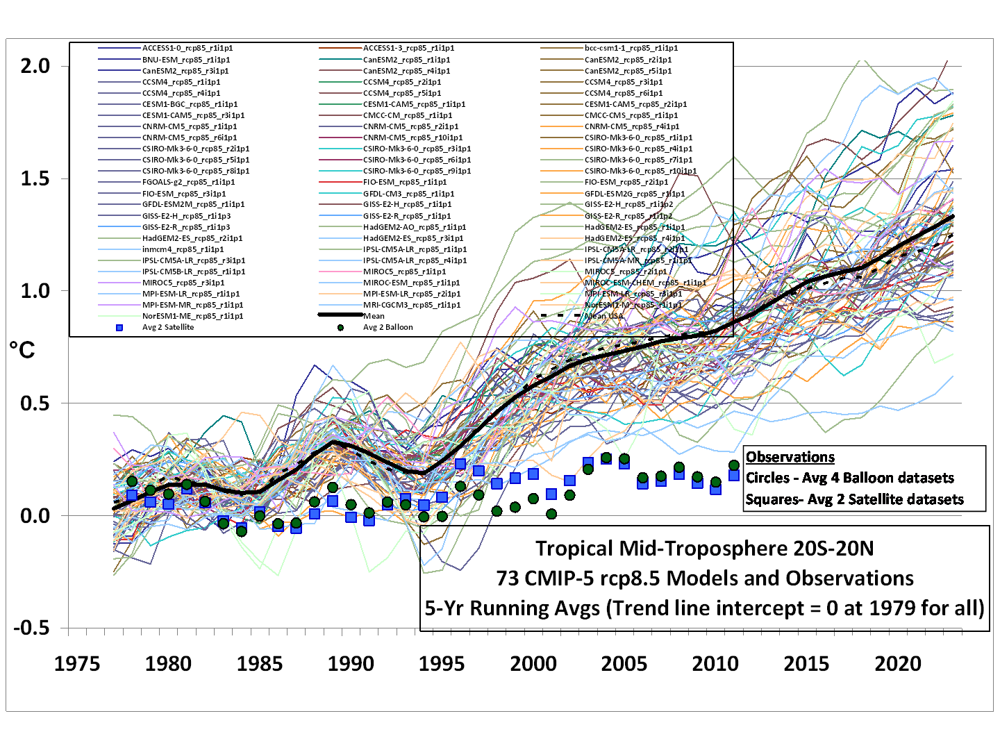 ACCESS1-0_rcp85_r1i1p1 ACCESS1-3_rcp85_r1i1p1 bcc-csm1-1_rcp85_r1i1p1
BNU-ESM_rcp85_r1i1p1 CanESM2_rcp85_r1i1p1 CanESM2_rcp85_r2i1p1
CanESM2_rcp85_r3i1p1 CanESM2_rcp85_r4i1p1 CanESM2_rcp85_r5i1p1
CCSM4_rcp85_r1i1p1 CCSM4_rcp85_r2i1p1 CCSM4_rcp85_r3i1p1
CCSM4_rcp85_r4i1p1 CCSM4_rcp85_r5i1p1 CCSM4_rcp85_r6i1p1
CESM1-BGC_rcp85_r1i1p1 CESM1-CAM5_rcp85_r1i1p1 CESM1-CAM5_rcp85_r2i1p1
CESM1-CAM5_rcp85_r3i1p1 CMCC-CM_rcp85_r1i1p1 CMCC-CMS_rcp85_r1i1p1
CNRM-CM5_rcp85_r1i1p1 CNRM-CM5_rcp85_r2i1p1 CNRM-CM5_rcp85_r4i1p1
CNRM-CM5_rcp85_r6i1p1 CNRM-CM5_rcp85_r10i1p1 CSIRO-Mk3-6-0_rcp85_r1i1p1
CSIRO-Mk3-6-0_rcp85_r2i1p1 CSIRO-Mk3-6-0_rcp85_r3i1p1 CSIRO-Mk3-6-0_rcp85_r4i1p1
CSIRO-Mk3-6-0_rcp85_r5i1p1 CSIRO-Mk3-6-0_rcp85_r6i1p1 CSIRO-Mk3-6-0_rcp85_r7i1p1
CSIRO-Mk3-6-0_rcp85_r8i1p1 CSIRO-Mk3-6-0_rcp85_r9i1p1 CSIRO-Mk3-6-0_rcp85_r10i1p1
FGOALS-g2_rcp85_r1i1p1 FIO-ESM_rcp85_r1i1p1 FIO-ESM_rcp85_r2i1p1
FIO-ESM_rcp85_r3i1p1 GFDL-CM3_rcp85_r1i1p1 GFDL-ESM2G_rcp85_r1i1p1
GFDL-ESM2M_rcp85_r1i1p1 GISS-E2-H_rcp85_r1i1p1 GISS-E2-H_rcp85_r1i1p2
GISS-E2-H_rcp85_r1i1p3 GISS-E2-R_rcp85_r1i1p1 GISS-E2-R_rcp85_r1i1p2
GISS-E2-R_rcp85_r1i1p3 HadGEM2-AO_rcp85_r1i1p1 HadGEM2-ES_rcp85_r1i1p1
HadGEM2-ES_rcp85_r2i1p1 HadGEM2-ES_rcp85_r3i1p1 HadGEM2-ES_rcp85_r4i1p1
inmcm4_rcp85_r1i1p1 IPSL-CM5A-LR_rcp85_r1i1p1 IPSL-CM5A-LR_rcp85_r2i1p1
IPSL-CM5A-LR_rcp85_r3i1p1 IPSL-CM5A-LR_rcp85_r4i1p1 IPSL-CM5A-MR_rcp85_r1i1p1
IPSL-CM5B-LR_rcp85_r1i1p1 MIROC5_rcp85_r1i1p1 MIROC5_rcp85_r2i1p1
MIROC5_rcp85_r3i1p1 MIROC-ESM_rcp85_r1i1p1 MIROC-ESM-CHEM_rcp85_r1i1p1
MPI-ESM-LR_rcp85_r1i1p1 MPI-ESM-LR_rcp85_r2i1p1 MPI-ESM-LR_rcp85_r3i1p1
MPI-ESM-MR_rcp85_r1i1p1 MRI-CGCM3_rcp85_r1i1p1 NorESM1-M_rcp85_r1i1p1
NorESM1-ME_rcp85_r1i1p1 Mean Mean USA
Avg 2 Satellite Avg 2 Balloon
2.0
1.5
1.0
°C
0.5
0.0
-0.5
Observations
Circles - Avg 4 Balloon datasets
Squares- Avg 2 Satellite datasets
Tropical Mid-Troposphere 20S-20N
73 CMIP-5 rcp8.5 Models and Observations
5-Yr Running Avgs (Trend line intercept = 0 at 1979 for all)
1975 1980 1985 1990 1995 2000 2005 2010 2015 2020